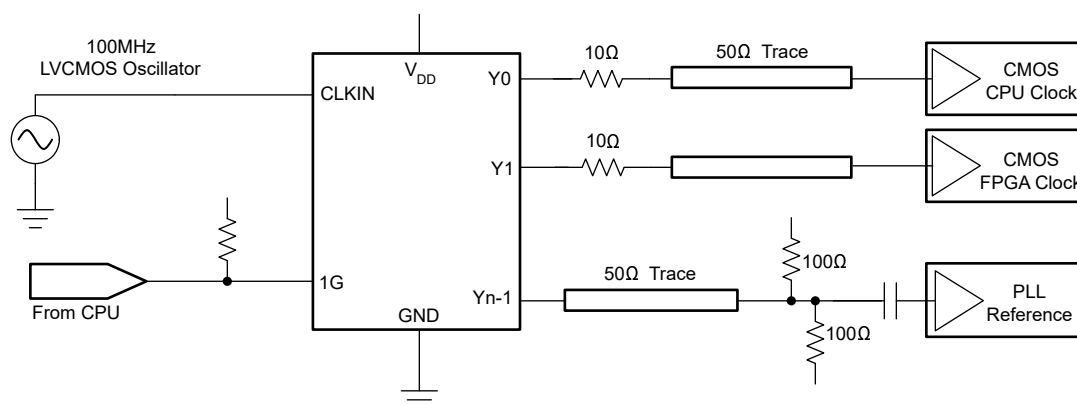 100MHz
LVCMOS Oscillator
CLKIN
VDD
Y0
10Ω
50Ω Trace
CMOS
CPU Clock
Y1
10Ω
CMOS
FPGA Clock
From CPU
1G
GND
Yn-1
50Ω Trace
100Ω
100Ω
PLL
Reference